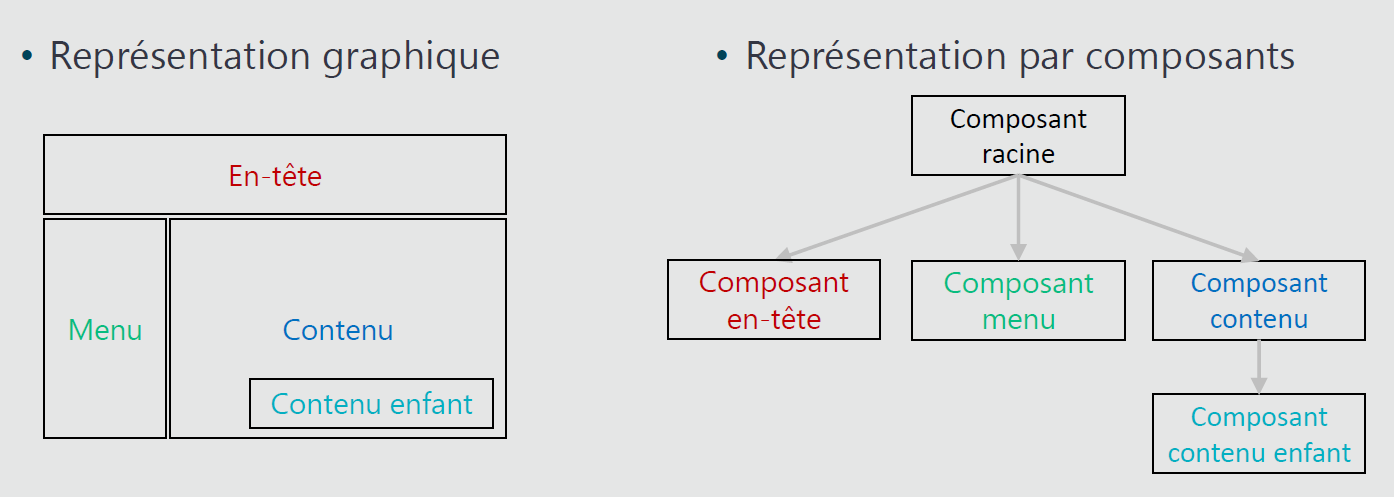 • Représentation graphique
En-tête
Menu
Contenu
Contenu enfant
• Représentation par composants
Composant
racine
Composant
en-tête
Composant
menu
Composant
contenu
Composant
contenu enfant